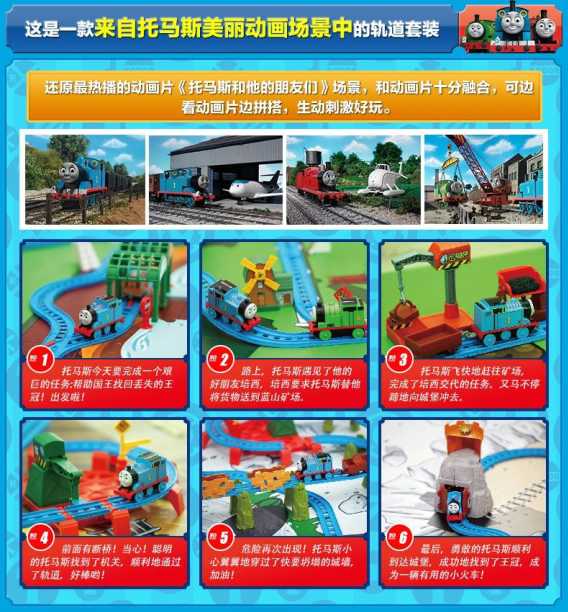 这是一款来自托马斯美丽动画场景中的轨道套装
还原最热播的动画片《托马斯和他的朋友们》场景，和动画片十分融合，可边
看动画片边拼搭，生动刺激好玩。
1
托马斯今天要完成一个艰
巨的任务:帮助国王找回丢失的王
冠！出发啦！
2
路上，托马斯遇见了他的
好朋友培西，培西要求托马斯替他
将货物送到蓝山矿场。
3
托马斯飞快地赶往矿场，
完成了培西交代的任务。又马不停
蹄地向城堡冲去。
4
前面有断桥！当心！聪明
的托马斯找到了机关，顺利地通过
了轨道，好棒哟！
5
危险再次出现！托马斯小
心翼翼地穿过了快要坍塌的城墙，
加油！
6
最后，勇敢的托马斯顺利
到达城堡，成功地找到了王冠，成
为一辆有用的小火车！